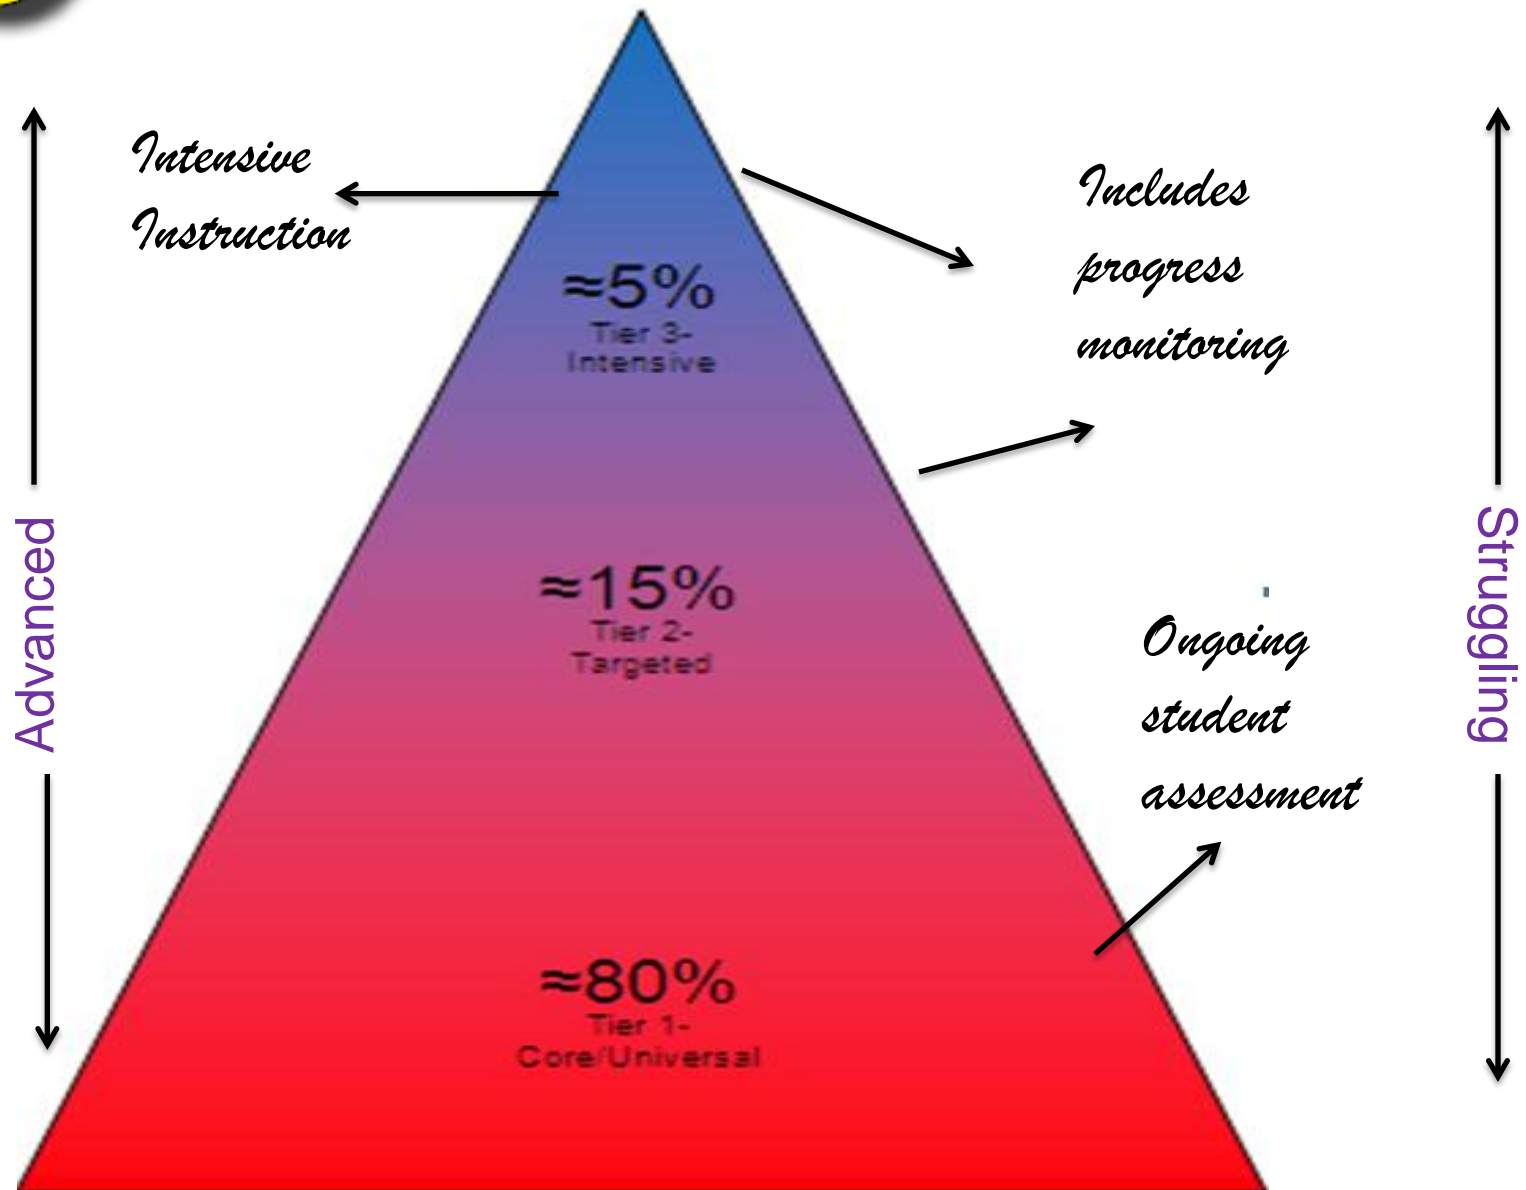 Intensive
Instruction
Includes
progress
monitoring
≈5%
Tier 3-
Intensive
Advanced
Struggling
≈15%
Tier 2-
Targeted
Ongoing
student
assessment
≈80%
Tier 1-
Core/Universal